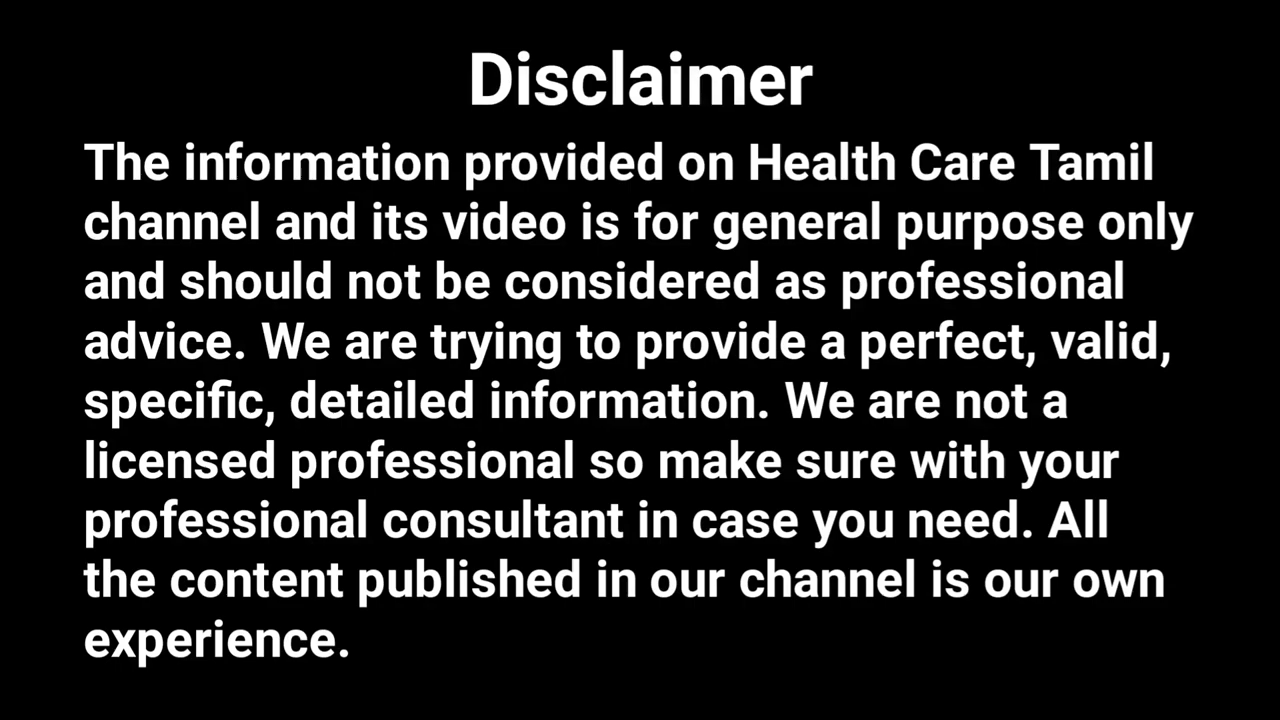 Disclaimer
The information provided on Health Care Tamil
channel and its video is for general purpose only
and should not be considered as professional
advice. We are trying to provide a perfect, valid,
specific, detailed information. We are not a
licensed professional so make sure with your
professional consultant in case you need. All
the content published in our channel is our own
experience.